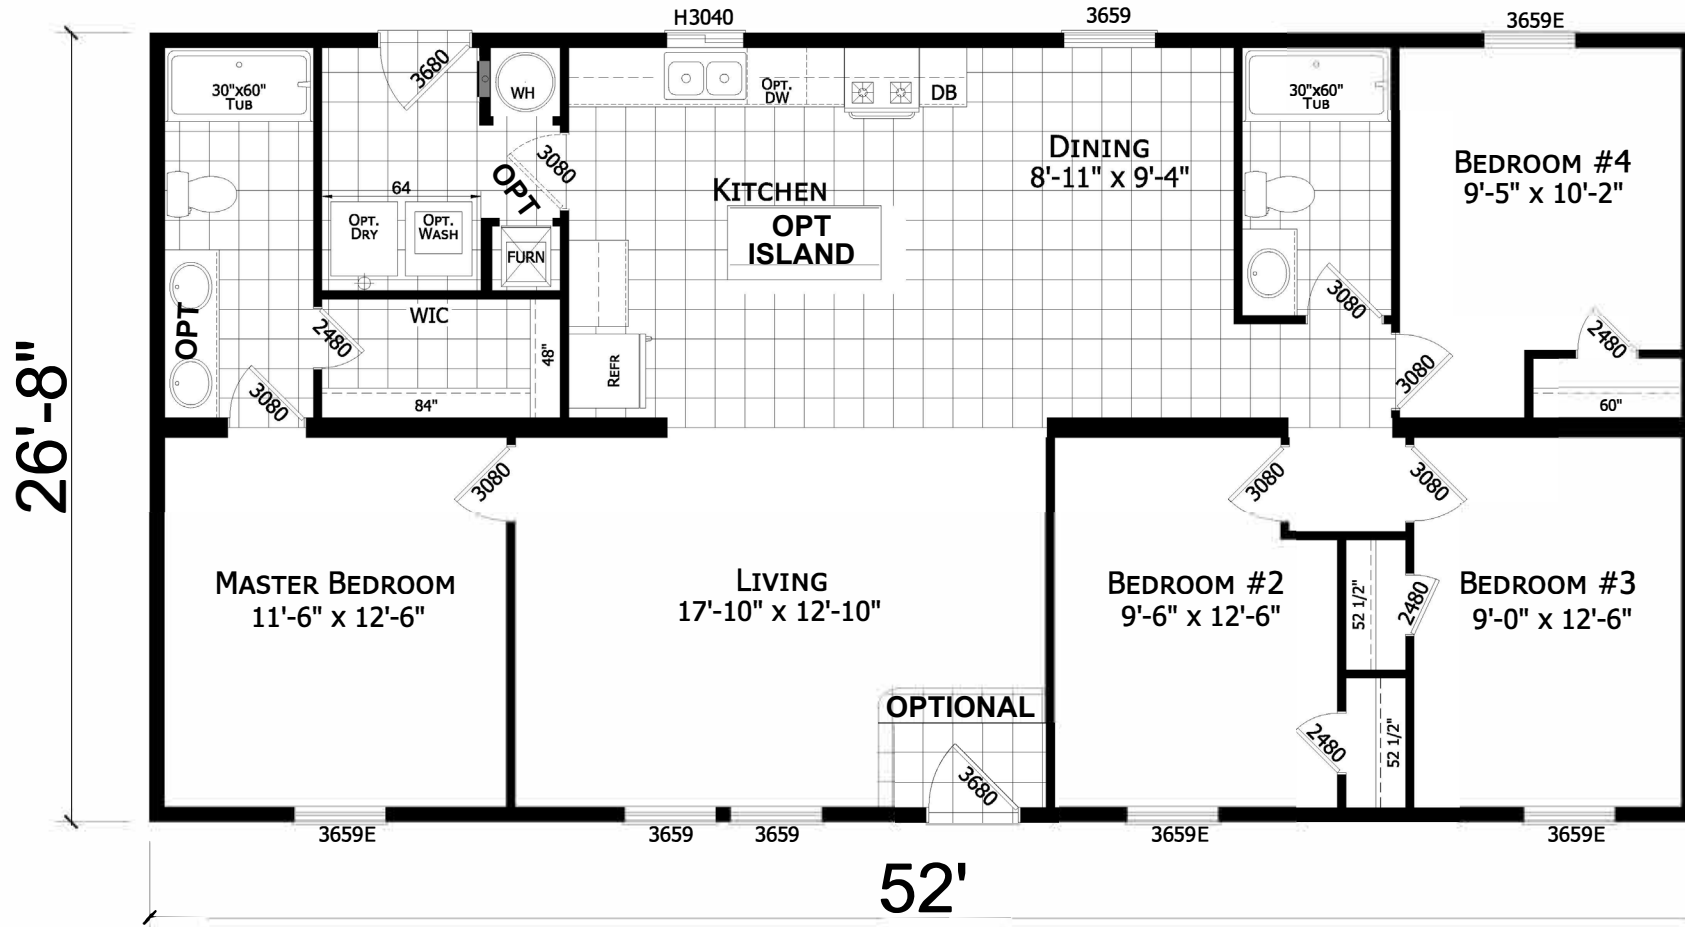 H3040
3659
3659E
30"x60"
TUB
3680
WH
OPT.
DW
DB
30"x60"
TUB
3080
OPT
DINING
8'-11" x 9'-4"
BEDROOM #4
9'-5" x 10'-2"
64
OPT.
DRY
OPT.
WASH
FURN
KITCHEN
OPT
ISLAND
3080
OPT
2480
WIC
48"
84"
REFR
3080
3080
2480
60"
26'-8"
3080
3080
3080
MASTER BEDROOM
11'-6" x 12'-6"
LIVING
17'-10" x 12'-10"
BEDROOM #2
9'-6" x 12'-6"
52 1/2"
2480
BEDROOM #3
9'-0" x 12'-6"
OPTIONAL
3680
2480
52 1/2"
3659E
3659
3659
3659E
3659E
52'